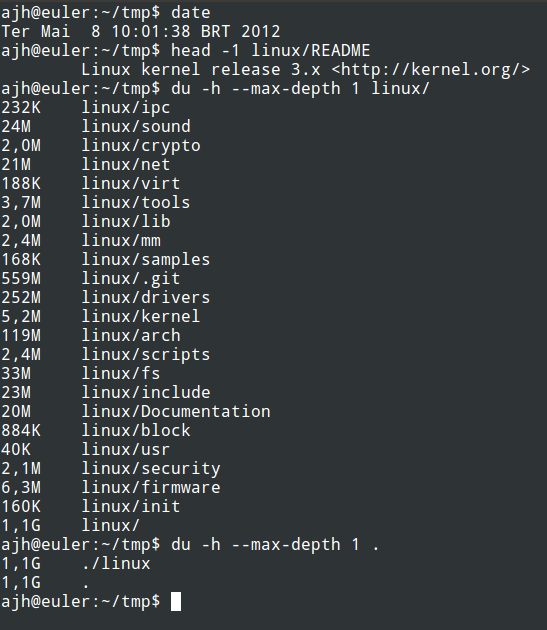 ajh@euler:~/tmp$ date
Ter Mai  8 10:01:38 BRT 2012
ajh@euler:~/tmp$ head -1 linux/README
        Linux kernel release 3.x <http://kernel.org/>
ajh@euler:~/tmp$ du -h --max-depth 1 linux/
232K    linux/ipc
24M     linux/sound
2,0M    linux/crypto
21M     linux/net
188K    linux/virt
3,7M    linux/tools
2,0M    linux/lib
2,4M    linux/mm
168K    linux/samples
559M    linux/.git
252M    linux/drivers
5,2M    linux/kernel
119M    linux/arch
2,4M    linux/scripts
33M     linux/fs
23M     linux/include
20M     linux/Documentation
884K    linux/block
40K     linux/usr
2,1M    linux/security
6,3M    linux/firmware
160K    linux/init
1,1G    linux/
ajh@euler:~/tmp$ du -h --max-depth 1 .
1,1G    ./linux
1,1G    .
ajh@euler:~/tmp$